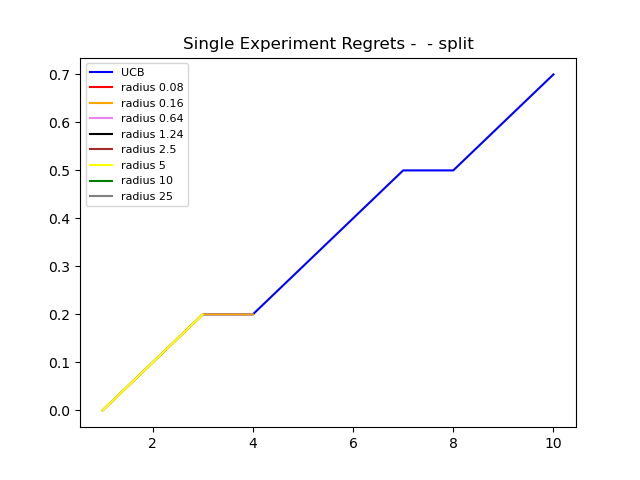 Single Experiment Regrets -  - split
UCB
radius 0.08
radius 0.16
radius 0.64
radius 1.24
radius 2.5
radius 5
radius 10
radius 25
0.7
0.6
0.5
0.4
0.3
0.2
0.1
0.0
2 4 6 8 10